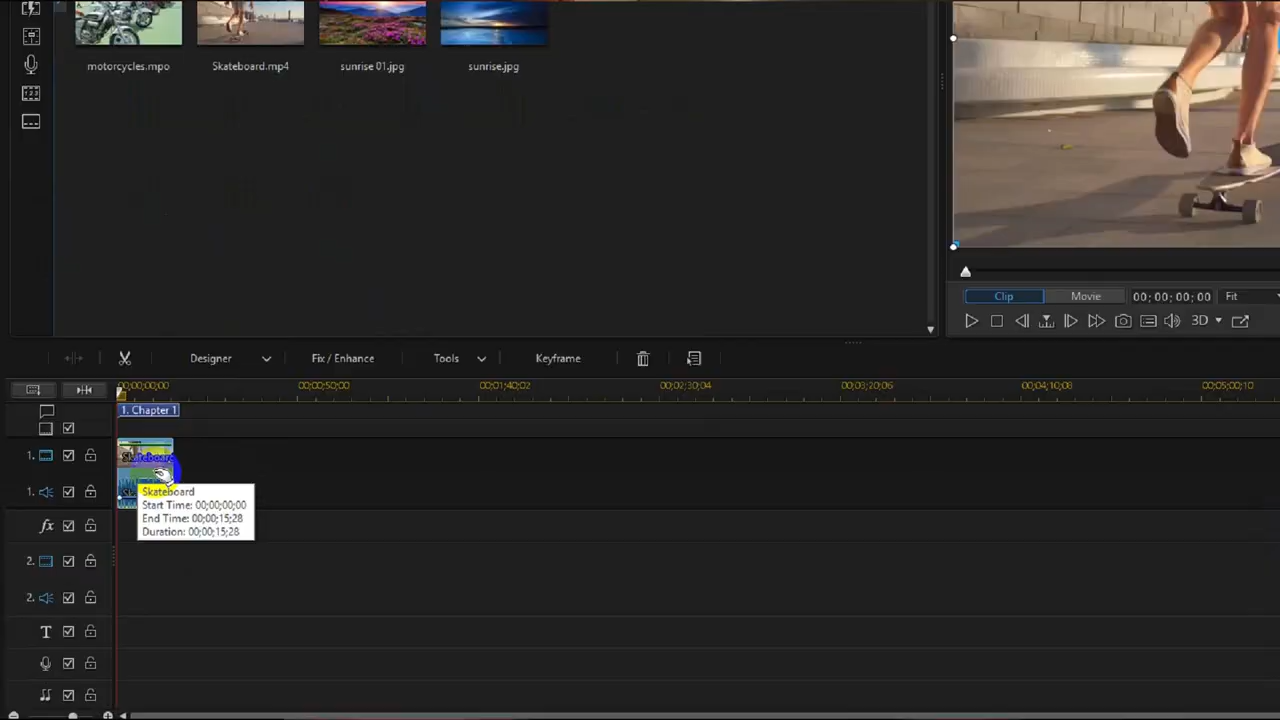 motorcycles.mpo
Skateboard.mp4
sunrise 01.jpg
sunrise.jpg
Clip
Movie
00; 00; 00; 00
Fit
3D
Designer
Fix / Enhance
Tools
Keyframe
00;00;00;00
00;00;50;00
00;01;40;02
00;02;30;04
00;03;20;06
00;04;10;08
00;05;00;10
1. Chapter 1
1.
Skateboard
1.
Skateboard
Start Time: 00;00;00;00
End Time: 00;00;15;28
Duration: 00;00;15;28
fx
2.
2.
T